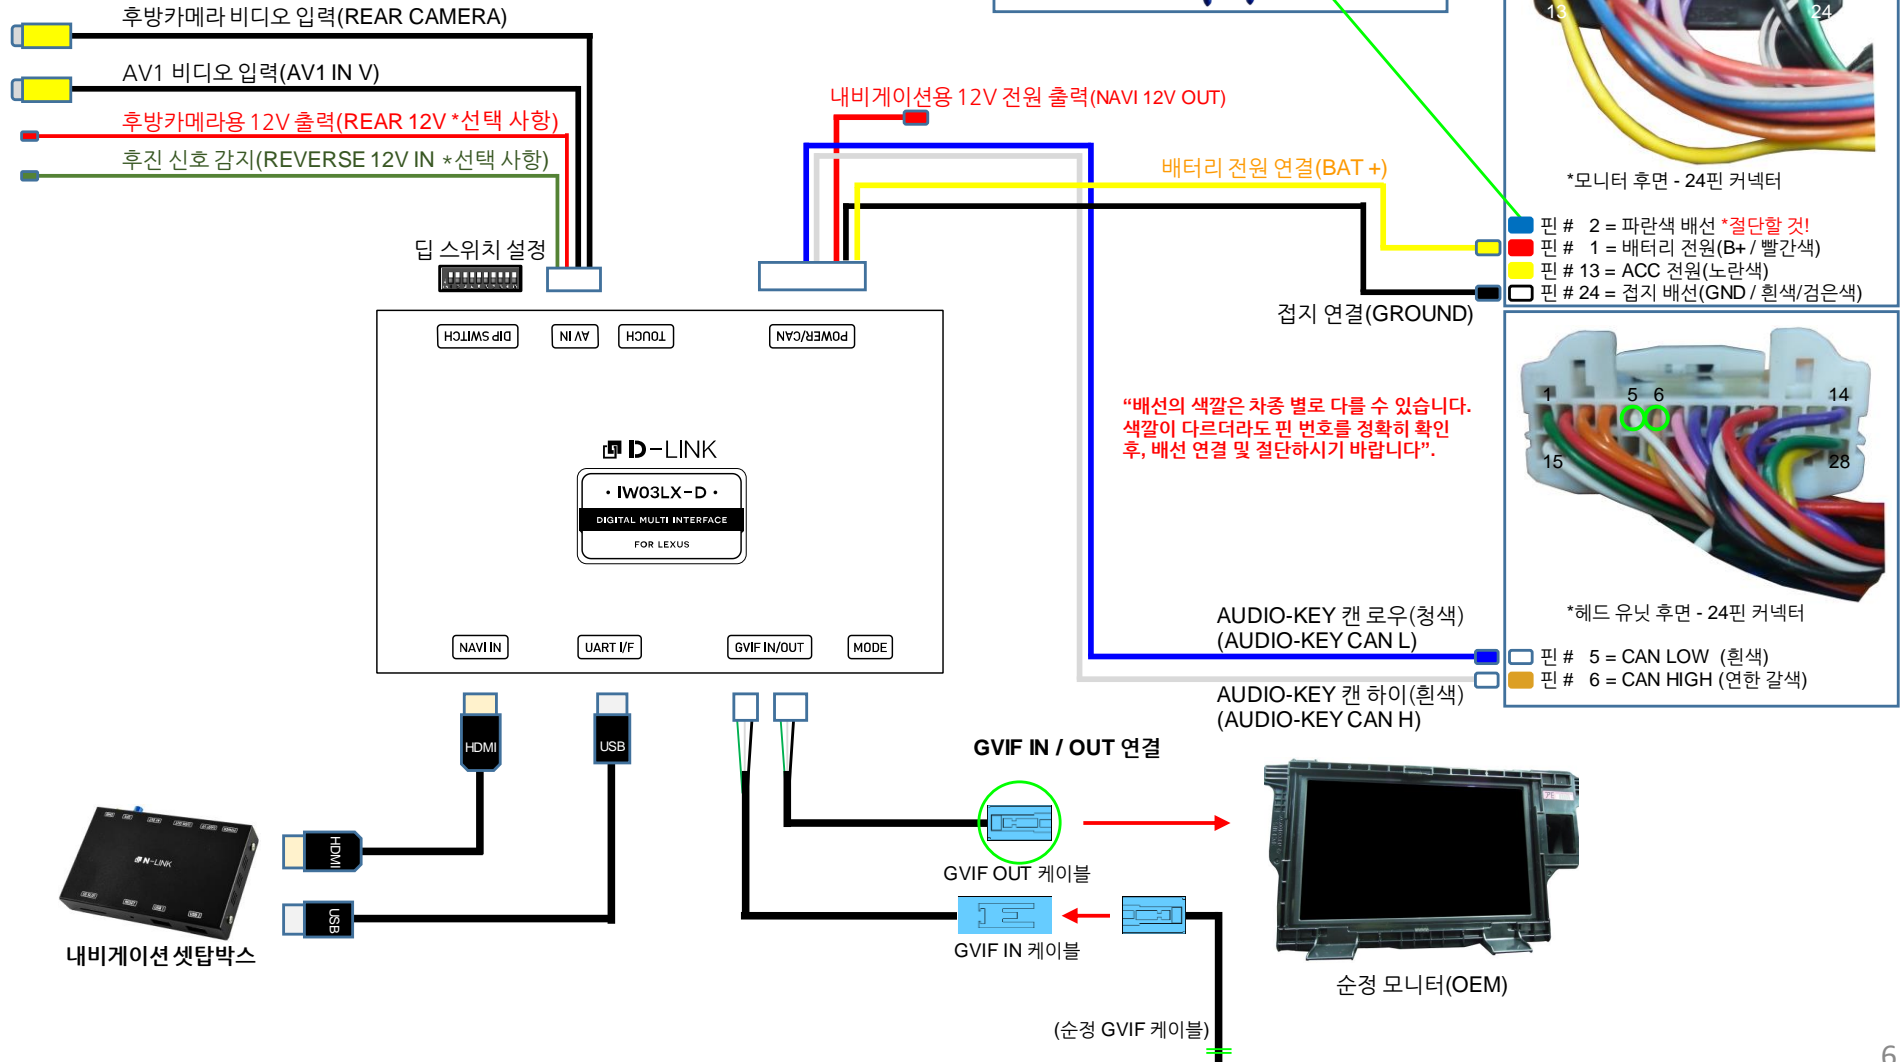 후방카메라 비디오 입력(REAR CAMERA)
AV1 비디오 입력(AV1 IN V)
후방카메라용 12V 출력(REAR 12V *선택 사항)
후진 신호 감지(REVERSE 12V IN *선택 사항)
딥 스위치 설정
내비게이션용 12V 전원 출력(NAVI 12V OUT)
배터리 전원 연결(BAT +)
접지 연결(GROUND)
13
24
*모니터 후면 - 24핀 커넥터
핀 # 2 = 파란색 배선 *절단할 것!
핀 # 1 = 배터리 전원(B+ / 빨간색)
핀 # 13 = ACC 전원(노란색)
핀 # 24 = 접지 배선(GND / 흰색/검은색)
DIP SWITCH
AV IN
TOUCH
POWER/CAN
D-LINK
· IW03LX-D ·
DIGITAL MULTI INTERFACE
FOR LEXUS
NAVI IN
UART I/F
GVIF IN/OUT
MODE
“배선의 색깔은 차종 별로 다를 수 있습니다.
색깔이 다르더라도 핀 번호를 정확히 확인
후, 배선 연결 및 절단하시기 바랍니다”.
1
5
6
14
15
28
*헤드 유닛 후면 - 24핀 커넥터
AUDIO-KEY 캔 로우(청색)
(AUDIO-KEY CAN L)
핀 # 5 = CAN LOW (흰색)
핀 # 6 = CAN HIGH (연한 갈색)
AUDIO-KEY 캔 하이(흰색)
(AUDIO-KEY CAN H)
HDMI
USB
HDMI
USB
N-LINK
내비게이션 셋탑박스
GVIF IN / OUT 연결
GVIF OUT 케이블
GVIF IN 케이블
(순정 GVIF 케이블)
순정 모니터(OEM)
6